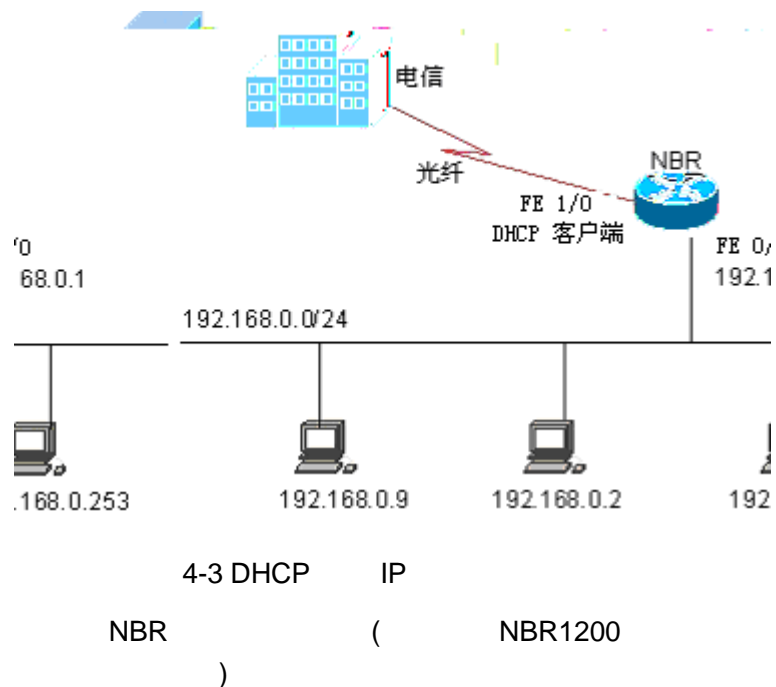 电信
光纤
NBR
FE 1/0
DHCP 客户端
'0
68.0.1
FE 0/
192.1
192.168.0.0/24
.168.0.253
192.168.0.9
192.168.0.2
192
4-3 DHCP IP
NBR ( NBR1200
)